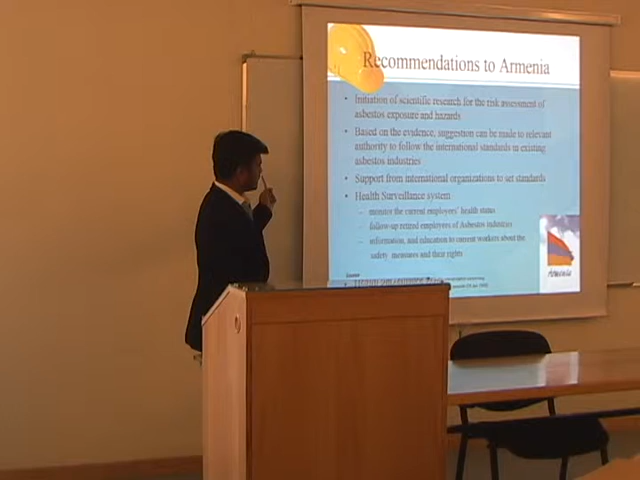 Recommendations to Armenia
• Initiation of scientific research for the risk assessment of
asbestos exposure and hazards
• Based on the evidence, suggestion can be made to relevant
authority to follow the international standards in existing
asbestos industries
• Support from international organizations to set standards
• Health Surveillance system
– monitor the current employers' health status
– follow-up retired employees of Asbestos industries
– information, and education to current workers about the
safety measures and their rights
Armenia